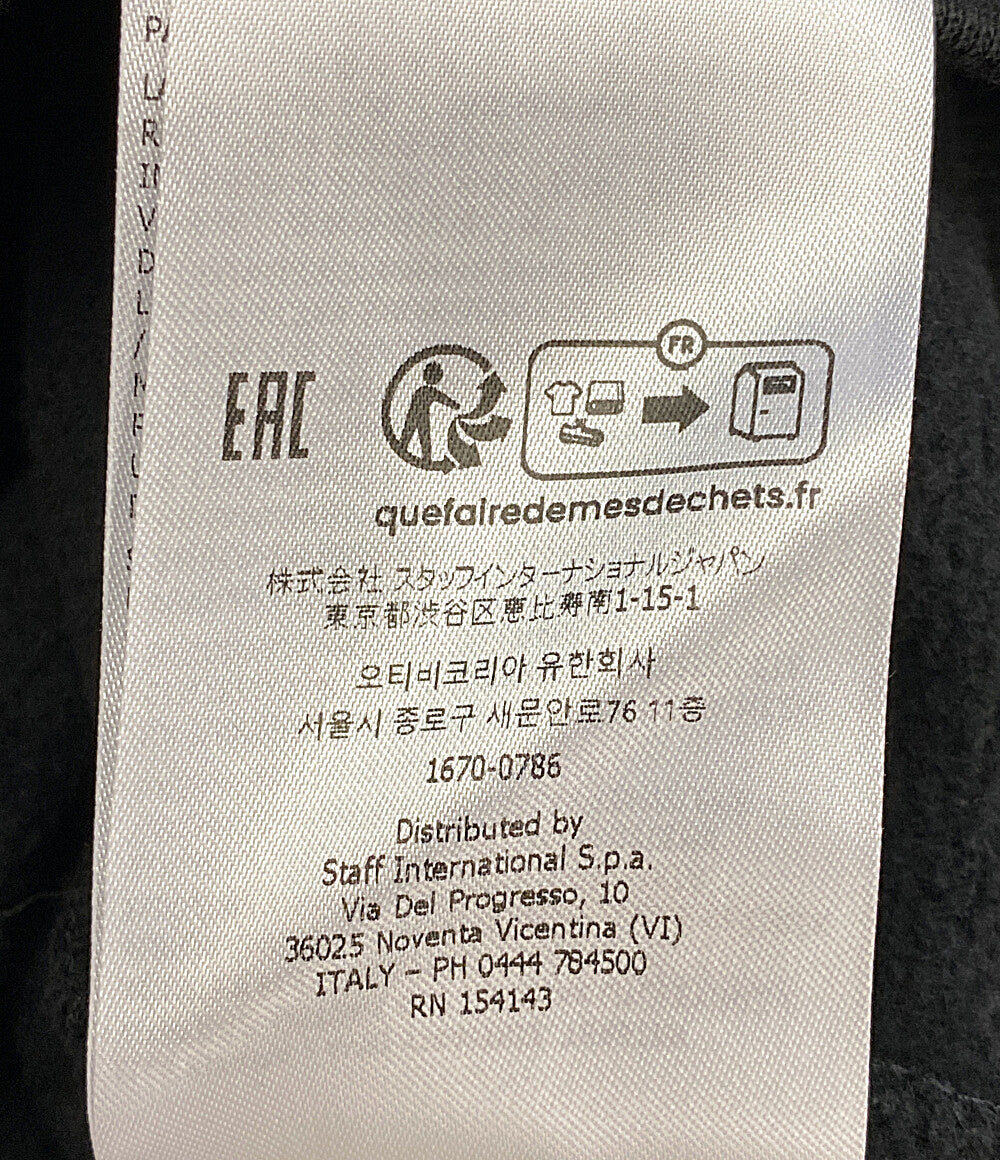 EAC
FR
quefairedemesdechets.fr
株式会社 スタッフインターナショナルジャパン
東京都渋谷区恵比寿南1-15-1
오티비코리아 유한회사
서울시 종로구 새문안로76 11층
1670-0786
Distributed by
Staff International S.p.a.
Via Del Progresso, 10
36025 Noventa Vicentina (VI)
ITALY - PH 0444 784500
RN 154143